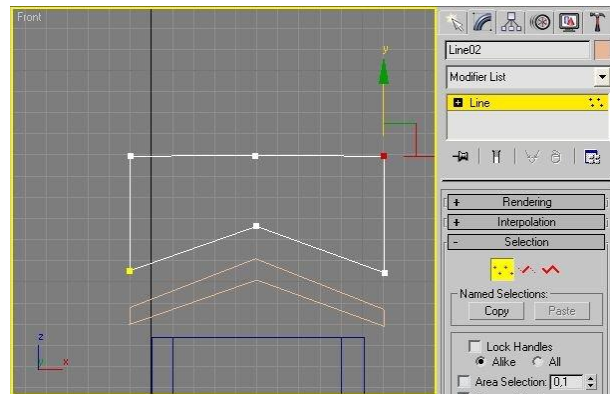 Front
y
z
x
Line02
Modifier List
Line
+ Rendering
+ Interpolation
- Selection
Named Selections:
Copy Paste
Lock Handles
Alike All
Area Selection: 0,1